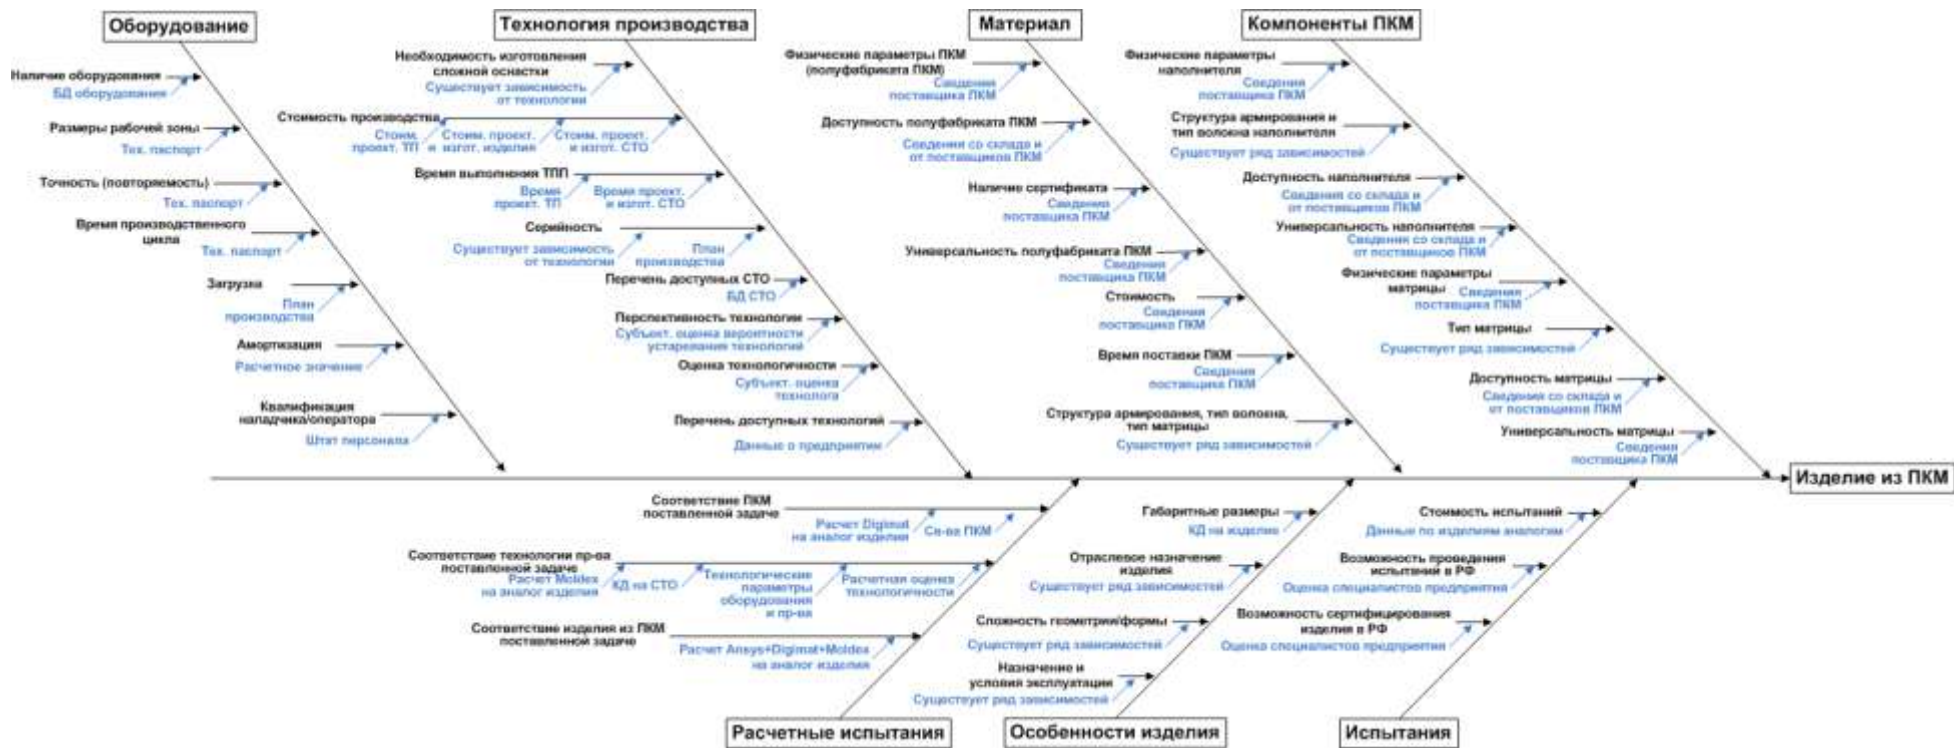 Оборудование
Наличие оборудования
БД оборудования
Размеры рабочей зоны
Тех. паспорт
Точность (повторяемость)
Тех. паспорт
Время производственного
цикла
Тех. паспорт
Загрузка
План
производства
Амортизация
Расчетное значение
Квалификация
наладчика/оператора
Штат персонала
Технология производства
Необходимость изготовления
сложной оснастки
Существует зависимость
от технологии
Стоимость производства
Стоим.
проект. ТП
Стоим. проект.
и изгот. изделия
Стоим. проект.
и изгот. СТО
Время выполнения ТПП
Время
проект. ТП
Время проект.
и изгот. СТО
Серийность
Существует зависимость
от технологии
План
производства
Перечень доступных СТО
БД СТО
Перспективность технологии
Субъект. оценка вероятности
устаревания технологий
Оценка технологичности
Субъект. оценка
технолога
Перечень доступных технологий
Данные о предприятии
Материал
Физические параметры ПКМ
(полуфабриката ПКМ)
Сведения
поставщика ПКМ
Доступность полуфабриката ПКМ
Сведения со склада и
от поставщиков ПКМ
Наличие сертификата
Сведения
поставщика ПКМ
Универсальность полуфабриката ПКМ
Сведения
поставщика ПКМ
Стоимость
Сведения
поставщика ПКМ
Время поставки ПКМ
Сведения
поставщика ПКМ
Структура армирования, тип волокна,
тип матрицы
Существует ряд зависимостей
Компоненты ПКМ
Физические параметры
наполнителя
Сведения
поставщика ПКМ
Структура армирования и
тип волокна наполнителя
Существует ряд зависимостей
Доступность наполнителя
Сведения со склада и
от поставщиков ПКМ
Универсальность наполнителя
Сведения со склада и
от поставщиков ПКМ
Физические параметры
матрицы
Сведения
поставщика ПКМ
Тип матрицы
Существует ряд зависимостей
Доступность матрицы
Сведения со склада и
от поставщиков ПКМ
Универсальность матрицы
Сведения
поставщика ПКМ
Изделие из ПКМ
Соответствие ПКМ
поставленной задаче
Расчет Digimat
на аналог изделия
Св-ва ПКМ
Соответствие технологии пр-ва
поставленной задаче
Расчет Moldex
на аналог изделия
КД на СТО
Технологические
параметры
оборудования
и пр-ва
Расчетная оценка
технологичности
Соответствие изделия из ПКМ
поставленной задаче
Расчет Ansys+Digimat+Moldex
на аналог изделия
Расчетные испытания
Габаритные размеры
КД на изделие
Отраслевое назначение
изделия
Существует ряд зависимостей
Сложность геометрии/формы
Существует ряд зависимостей
Назначение и
условия эксплуатации
Существует ряд зависимостей
Особенности изделия
Стоимость испытаний
Данные по изделиям аналогам
Возможность проведения
испытаний в РФ
Оценка специалистов предприятия
Возможность сертифицирования
изделия в РФ
Оценка специалистов предприятия
Испытания